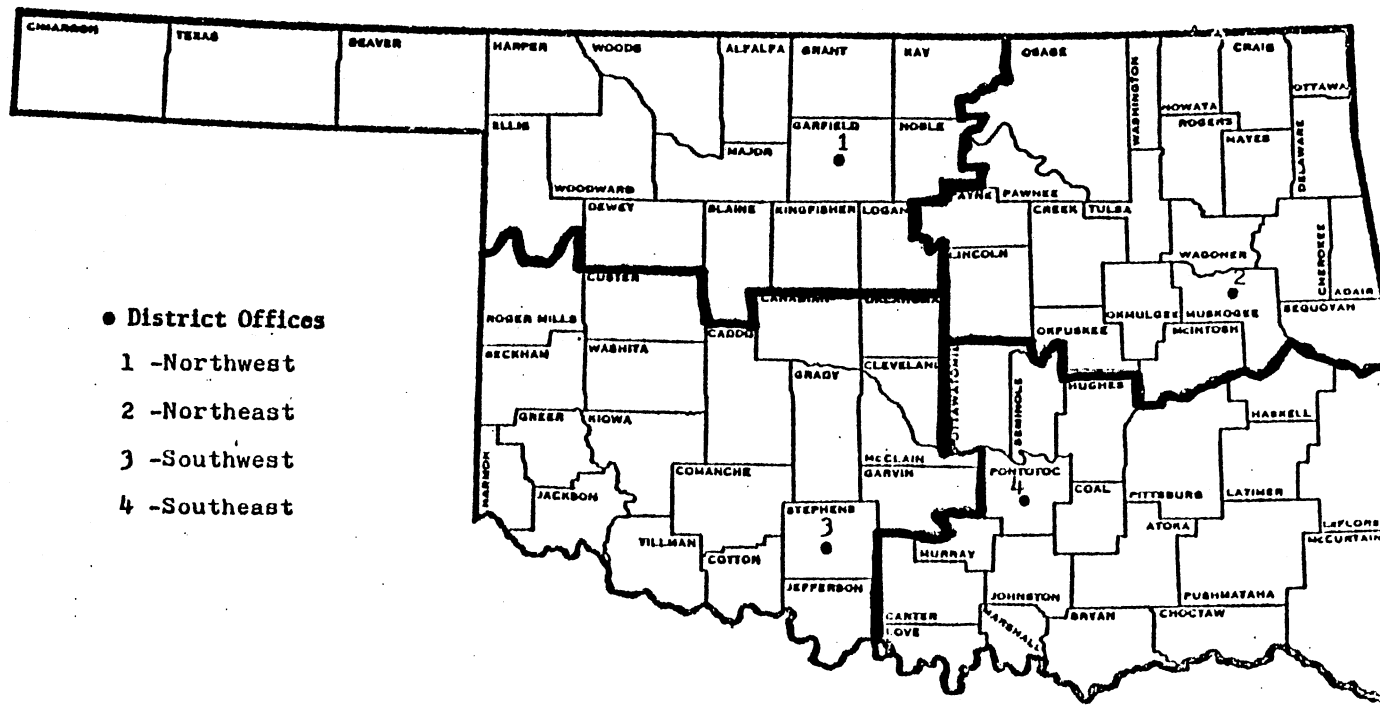 CIMARRON
TEXAS
BEAVER
HARPER
WOODS
ALFALFA
GRANT
KAY
OSAGE
WASHINGTON
CRAIG
OTTAWA
NOWATA
ROGERS
MAYES
DELAWARE
ELLIS
GARFIELD
NOBLE
1
MAJOR
WOODWARD
PAWNEE
AYNE
DEWEY
BLAINE
KINGFISHER
LOGAN
CREEK
TULSA
LINCOLN
WAGONER
CHEROKEE
ADAIR
2
CUSTER
CANADIAN
OKLAHOMA
ROGER MILLS
CADDO
OKMULGEE
MUSKOGEE
SEQUOYAH
OKFUSKEE
MCINTOSH
BECKHAM
WASHITA
GRADY
CLEVELAND
OTTAWATOMIE
SEMINOLE
HUGHES
HASKELL
GREER
KIOWA
HARMON
JACKSON
COMANCHE
McCLAIN
GARVIN
PONTOTOC
4
COAL
PITTSBURG
LATIMER
STEPHENS
3
ATOKA
LeFLORE
McCURTAIN
TILLMAN
COTTON
MURRAY
JEFFERSON
JOHNSTON
PUSHMATAHA
CARTER
LOVE
MARSHALL
BRYAN
CHOCTAW
● District Offices
1 -Northwest
2 -Northeast
3 -Southwest
4 -Southeast